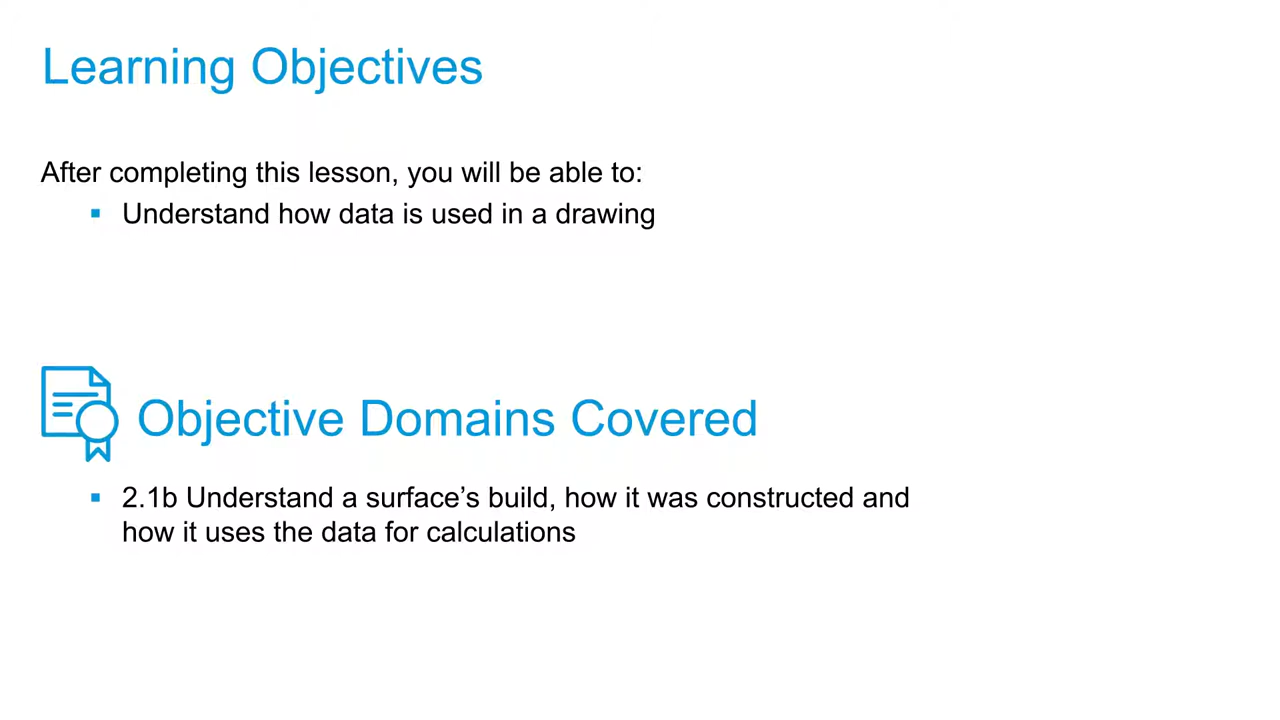 Learning Objectives
After completing this lesson, you will be able to:
▪ Understand how data is used in a drawing
Objective Domains Covered
▪ 2.1b Understand a surface’s build, how it was constructed and
how it uses the data for calculations